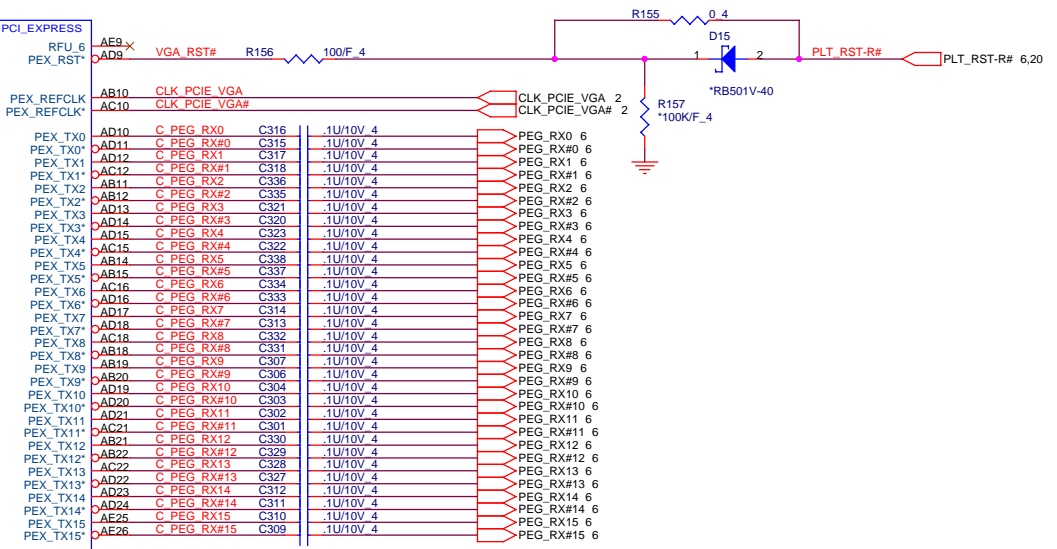 R155 0_4
PCI_EXPRESS
D15
RFU_6 AE9
PEX_RST* AD9 VGA_RST# R156 100/F_4 1 2 PLT_RST-R# PLT_RST-R# 6,20
*RB501V-40
PEX_REFCLK AB10 CLK_PCIE_VGA CLK_PCIE_VGA 2
PEX_REFCLK* AC10 CLK_PCIE_VGA# CLK_PCIE_VGA# 2
R157
*100K/F_4
PEX_TX0 AD10 C_PEG_RX0 C316 .1U/10V_4 PEG_RX0 6
PEX_TX0* AD11 C_PEG_RX#0 C315 .1U/10V_4 PEG_RX#0 6
PEX_TX1 AD12 C_PEG_RX1 C317 .1U/10V_4 PEG_RX1 6
PEX_TX1* AC12 C_PEG_RX#1 C318 .1U/10V_4 PEG_RX#1 6
PEX_TX2 AB11 C_PEG_RX2 C336 .1U/10V_4 PEG_RX2 6
PEX_TX2* AB12 C_PEG_RX#2 C335 .1U/10V_4 PEG_RX#2 6
PEX_TX3 AD13 C_PEG_RX3 C321 .1U/10V_4 PEG_RX3 6
PEX_TX3* AD14 C_PEG_RX#3 C320 .1U/10V_4 PEG_RX#3 6
PEX_TX4 AD15 C_PEG_RX4 C323 .1U/10V_4 PEG_RX4 6
PEX_TX4* AC15 C_PEG_RX#4 C322 .1U/10V_4 PEG_RX#4 6
PEX_TX5 AB14 C_PEG_RX5 C338 .1U/10V_4 PEG_RX5 6
PEX_TX5* AB15 C_PEG_RX#5 C337 .1U/10V_4 PEG_RX#5 6
PEX_TX6 AC16 C_PEG_RX6 C334 .1U/10V_4 PEG_RX6 6
PEX_TX6* AD16 C_PEG_RX#6 C333 .1U/10V_4 PEG_RX#6 6
PEX_TX7 AD17 C_PEG_RX7 C314 .1U/10V_4 PEG_RX7 6
PEX_TX7* AD18 C_PEG_RX#7 C313 .1U/10V_4 PEG_RX#7 6
PEX_TX8 AC18 C_PEG_RX8 C332 .1U/10V_4 PEG_RX8 6
PEX_TX8* AB18 C_PEG_RX#8 C331 .1U/10V_4 PEG_RX#8 6
PEX_TX9 AB19 C_PEG_RX9 C307 .1U/10V_4 PEG_RX9 6
PEX_TX9* AB20 C_PEG_RX#9 C306 .1U/10V_4 PEG_RX#9 6
PEX_TX10 AD19 C_PEG_RX10 C304 .1U/10V_4 PEG_RX10 6
PEX_TX10* AD20 C_PEG_RX#10 C303 .1U/10V_4 PEG_RX#10 6
PEX_TX11 AD21 C_PEG_RX11 C302 .1U/10V_4 PEG_RX11 6
PEX_TX11* AC21 C_PEG_RX#11 C301 .1U/10V_4 PEG_RX#11 6
PEX_TX12 AB21 C_PEG_RX12 C330 .1U/10V_4 PEG_RX12 6
PEX_TX12* AB22 C_PEG_RX#12 C329 .1U/10V_4 PEG_RX#12 6
PEX_TX13 AC22 C_PEG_RX13 C328 .1U/10V_4 PEG_RX13 6
PEX_TX13* AD22 C_PEG_RX#13 C327 .1U/10V_4 PEG_RX#13 6
PEX_TX14 AD23 C_PEG_RX14 C312 .1U/10V_4 PEG_RX14 6
PEX_TX14* AD24 C_PEG_RX#14 C311 .1U/10V_4 PEG_RX#14 6
PEX_TX15 AE25 C_PEG_RX15 C310 .1U/10V_4 PEG_RX15 6
PEX_TX15* AE26 C_PEG_RX#15 C309 .1U/10V_4 PEG_RX#15 6